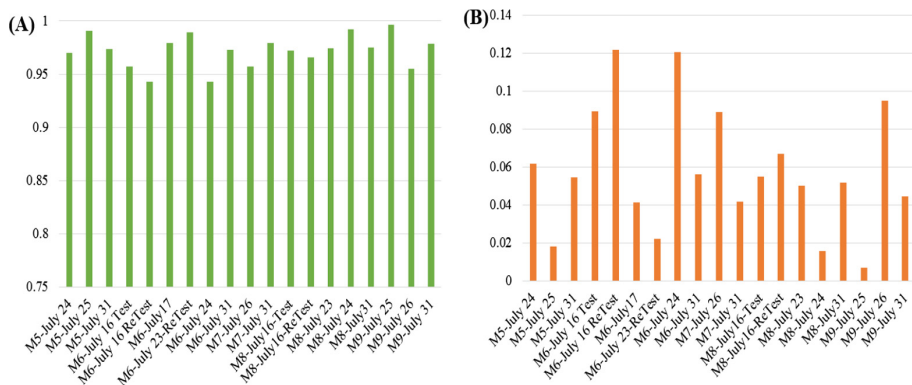 (A)
1
0.95
0.9
0.85
0.8
0.75
M5-July 24
M5-July 25
M5-July 31
M6-July 16 Test
M6-July 16 ReTest
M6-July17
M6-July 23-ReTest
M6-July 24
M6-July 31
M7-July 26
M7-July 31
M8-July16-Test
M8-July16-ReTest
M8-July 23
M8-July 24
M8-July31
M9-July 25
M9-July 26
M9-July 31
(B)
0.14
0.12
0.1
0.08
0.06
0.04
0.02
0
M5-July 24
M5-July 25
M5-July 31
M6-July 16 Test
M6-July 16 ReTest
M6-July17
M6-July 23-ReTest
M6-July 24
M6-July 31
M7-July 26
M7-July 31
M8-July16-Test
M8-July16-ReTest
M8-July 23
M8-July 24
M8-July31
M9-July 25
M9-July 26
M9-July 31